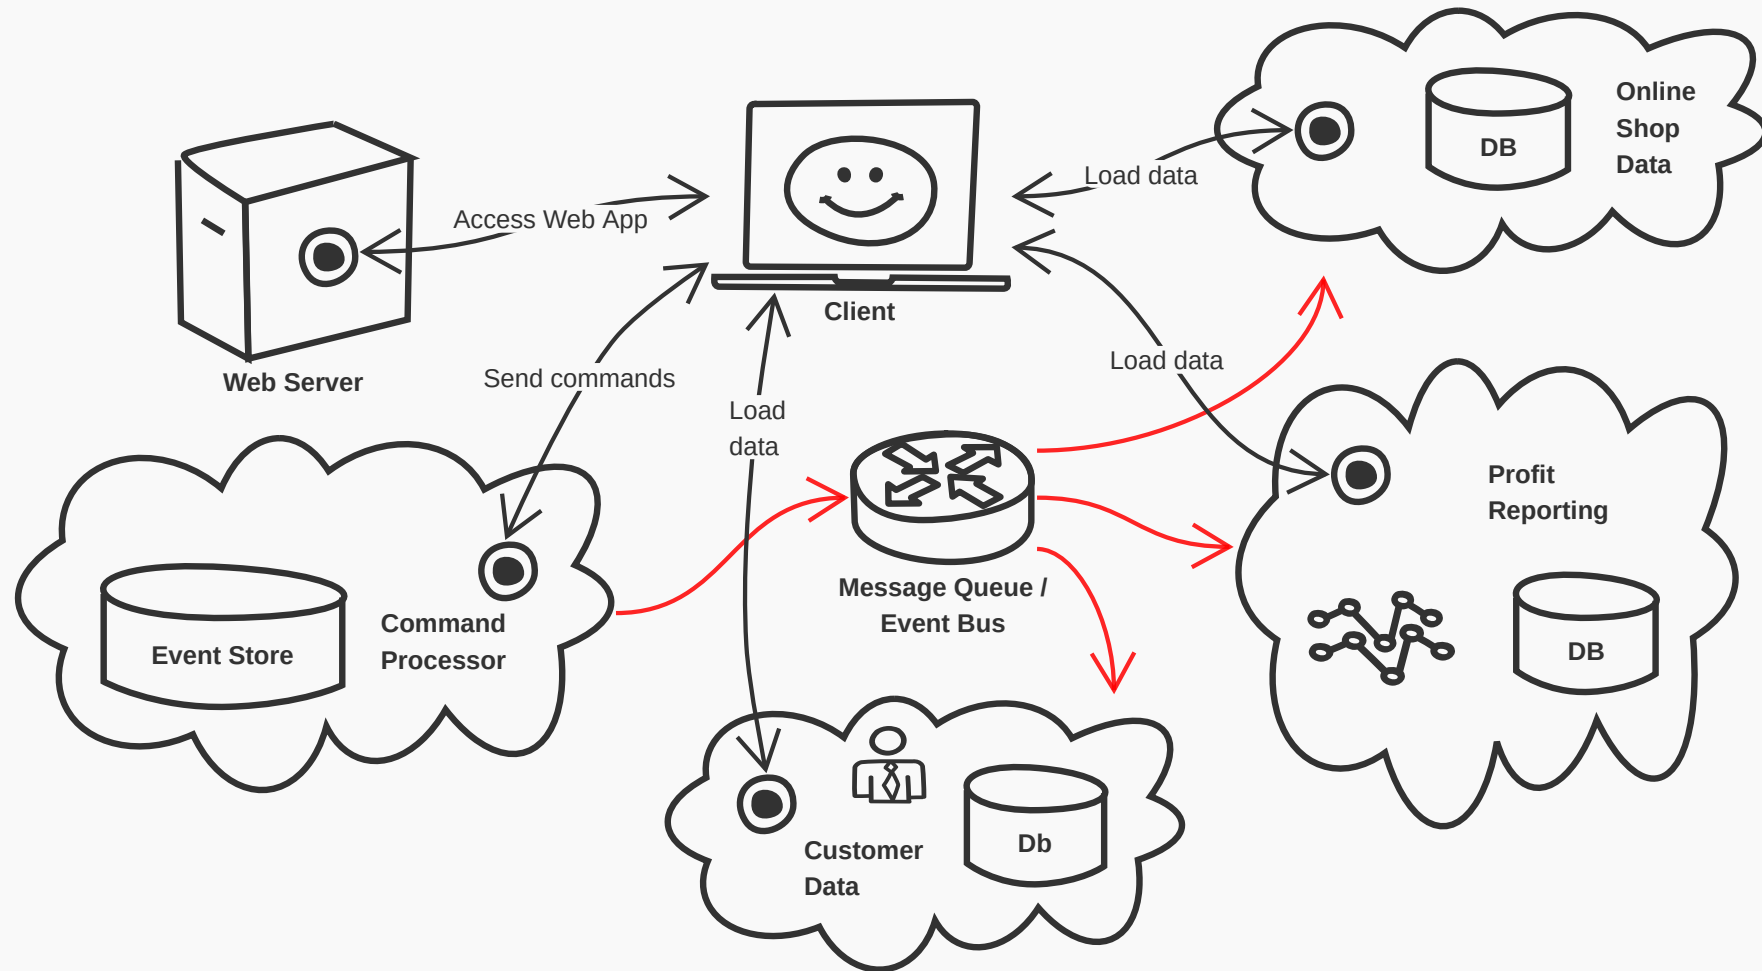 Online
Shop
Data
DB
Load data
Access Web App
Client
Load data
Web Server
Send commands
Load
data
Profit
Reporting
Message Queue /
Event Bus
Command
Processor
Event Store
DB
Customer
Data
Db